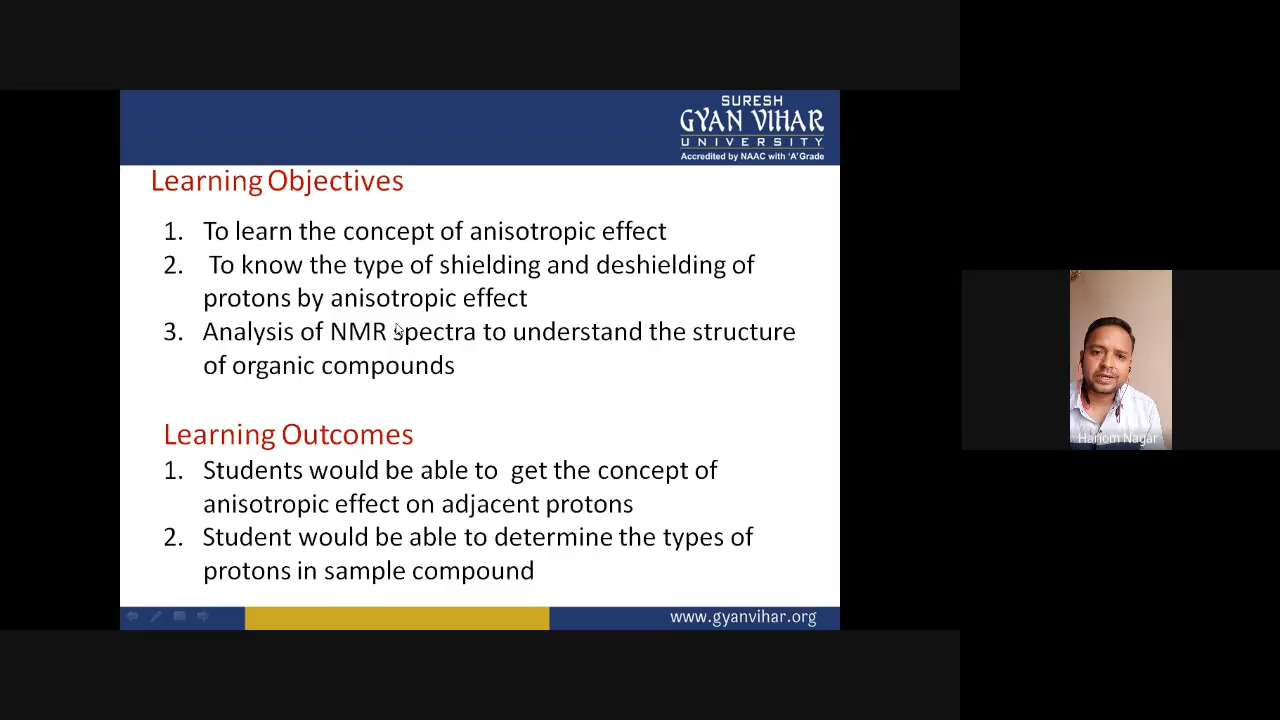 SURESH
GYAN VIHAR
UNIVERSITY
Accredited by NAAC with 'A' Grade
Learning Objectives
1. To learn the concept of anisotropic effect
2. To know the type of shielding and deshielding of
protons by anisotropic effect
3. Analysis of NMR spectra to understand the structure
of organic compounds
Learning Outcomes
1. Students would be able to get the concept of
anisotropic effect on adjacent protons
2. Student would be able to determine the types of
protons in sample compound
www.gyanvihar.org
Hariom Nagar